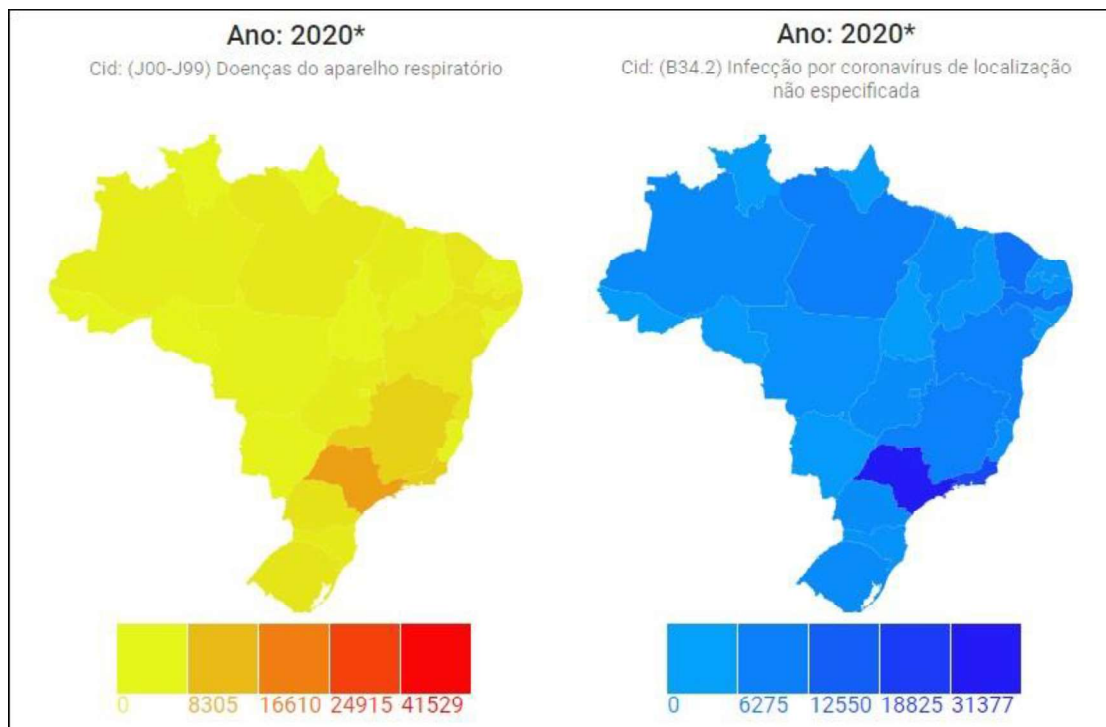 Ano: 2020*
Cid: (J00-J99) Doenças do aparelho respiratório
0 8305 16610 24915 41529
Ano: 2020*
Cid: (B34.2) Infecção por coronavírus de localização
não especificada
0 6275 12550 18825 31377